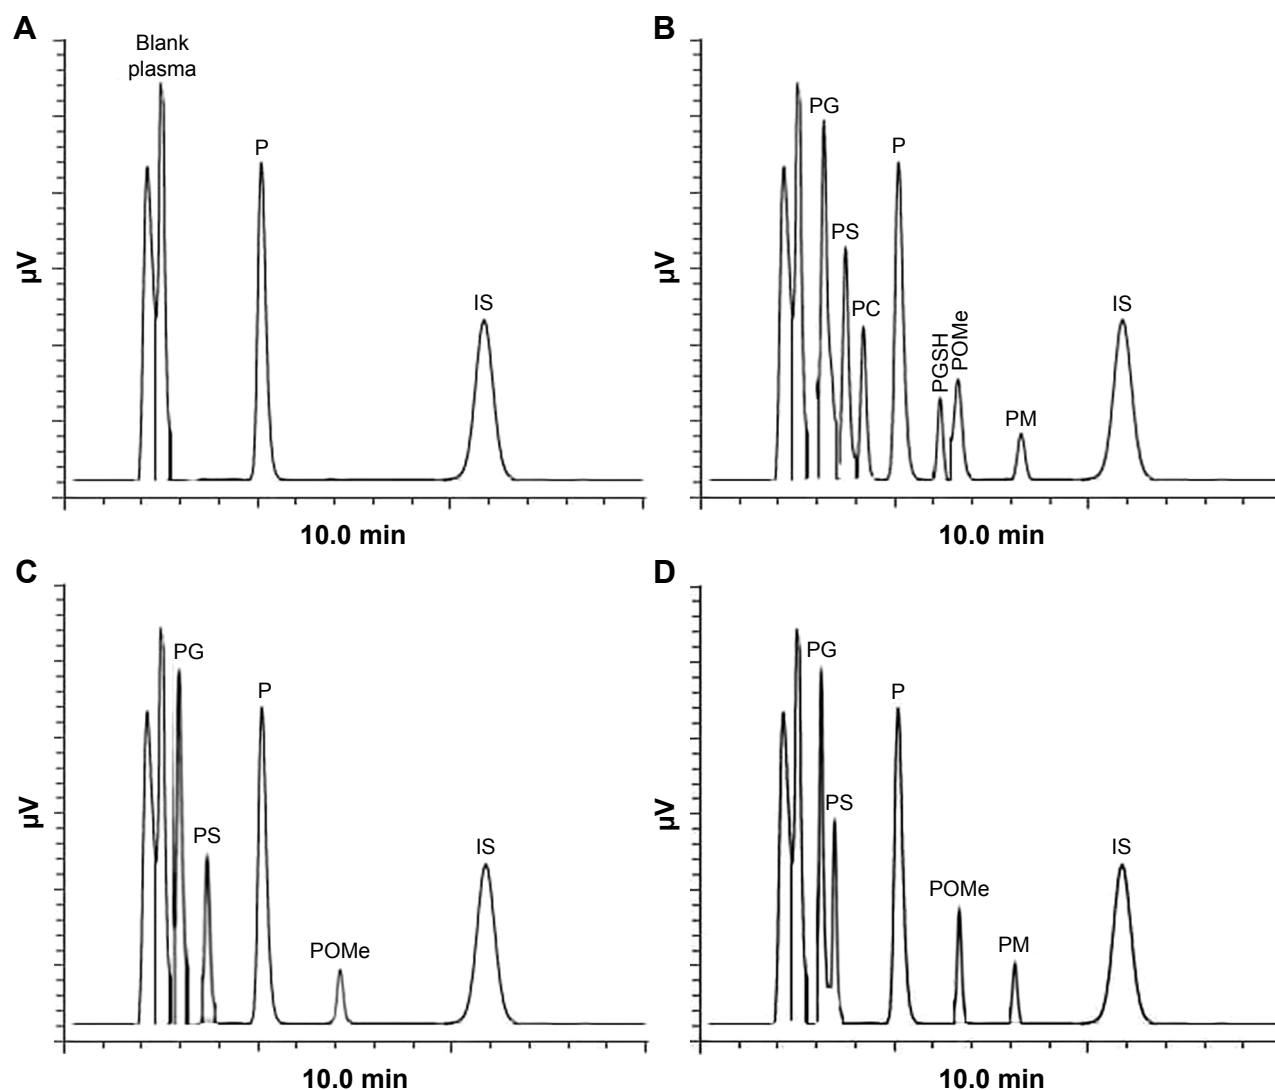 A
Blank
plasma
P
IS
µV
10.0 min
B
PG
P
PS
PC
PGSH
POMe
PM
IS
µV
10.0 min
C
PG
P
PS
POMe
IS
µV
10.0 min
D
PG
P
PS
POMe
PM
IS
µV
10.0 min